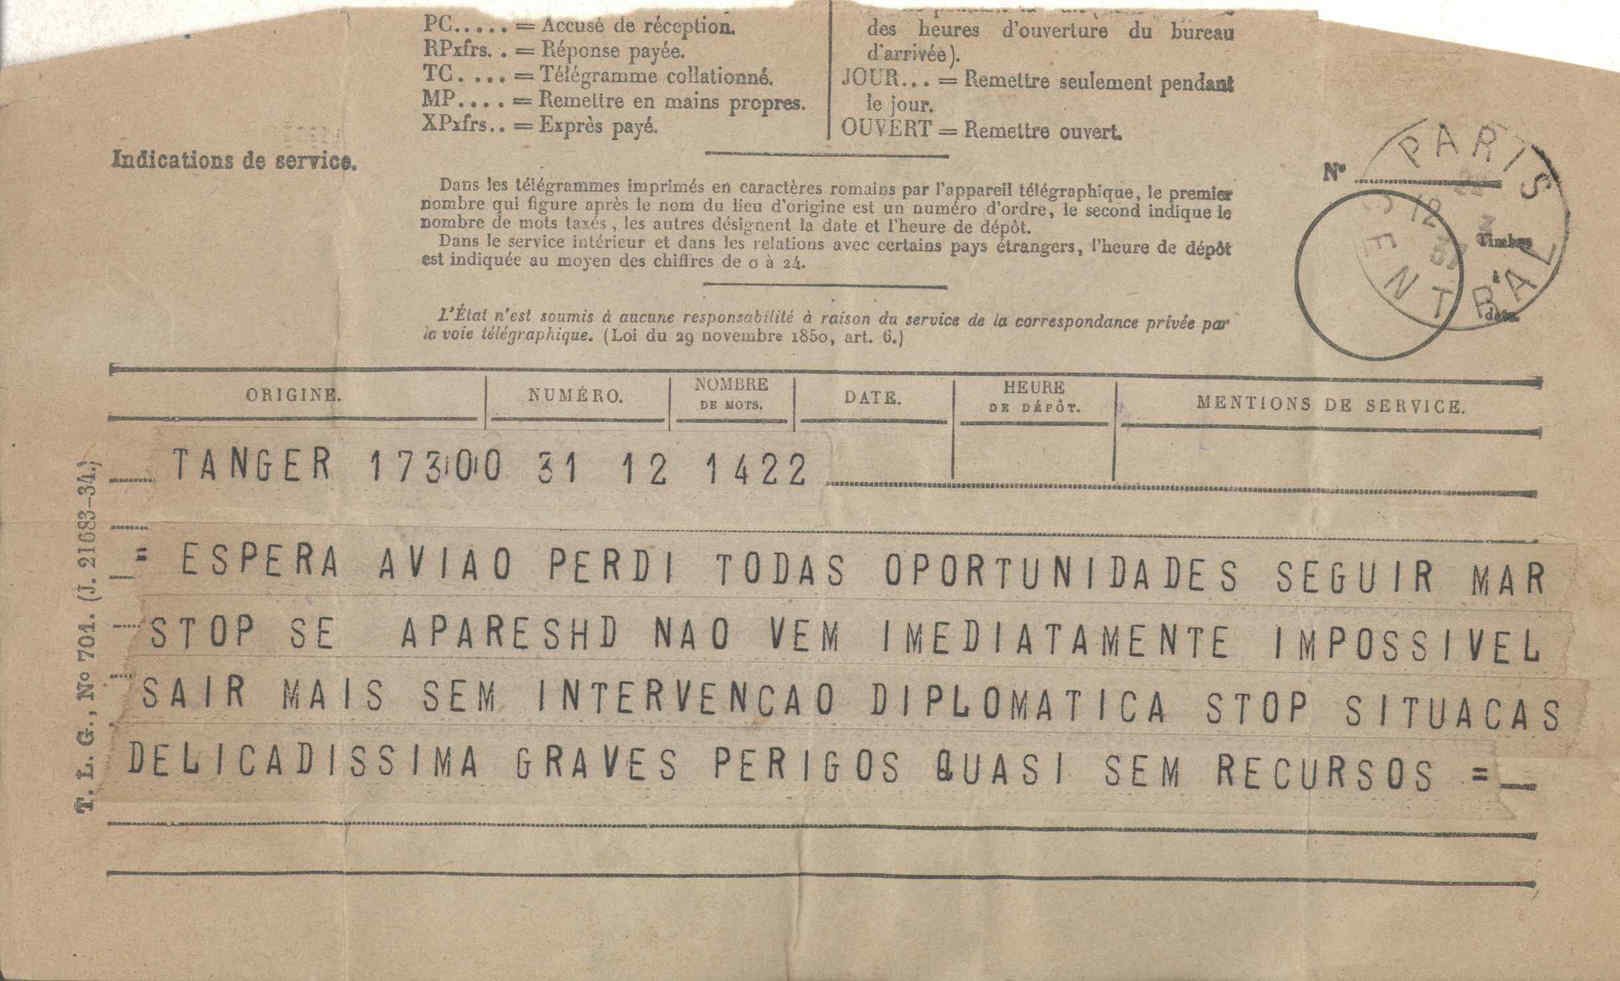 PC..... = Accusé de réception.
RPxfrs.. = Réponse payée.
TC.... = Télégramme collationné.
MP.... = Remettre en mains propres.
XPxfrs.. = Exprès payé.
des heures d'ouverture du bureau
d'arrivée).
JOUR... = Remettre seulement pendant
le jour.
OUVERT = Remettre ouvert.
Indications de service.
Dans les télégrammes imprimés en caractères romains par l'appareil télégraphique, le premier
nombre qui figure après le nom du lieu d'origine est un numéro d'ordre, le second indique le
nombre de mots taxés, les autres désignent la date et l'heure de dépôt.
Dans le service intérieur et dans les relations avec certains pays étrangers, l'heure de dépôt
est indiquée au moyen des chiffres de 0 à 24.
L'État n'est soumis à aucune responsabilité à raison du service de la correspondance privée par
la voie télégraphique. (Loi du 29 novembre 1850, art. 6.)
N°
Timbre
à
date.
PARIS
CENTRAL
ORIGINE. NUMÉRO. NOMBRE DE MOTS. DATE. HEURE DE DÉPÔT. MENTIONS DE SERVICE.
TANGER 17300 31 12 1422
= ESPERA AVIAO PERDI TODAS OPORTUNIDADES SEGUIR MAR
STOP SE APARESHD NAO VEM IMEDIATAMENTE IMPOSSIVEL
SAIR MAIS SEM INTERVENCAO DIPLOMATICA STOP SITUACAS
DELICADISSIMA GRAVES PERIGOS QUASI SEM RECURSOS =
T. L. G., N° 701. (J. 21683-34.)